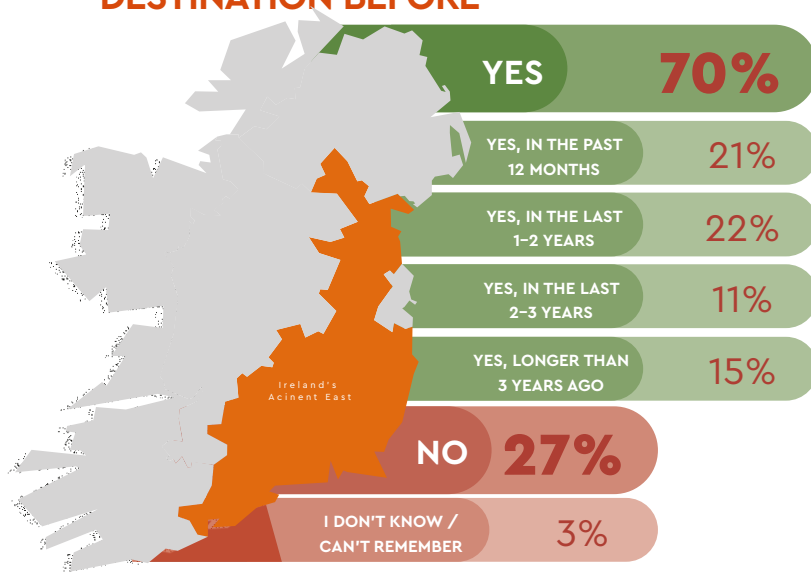 DESTINATION BEFORE
YES
70%
YES, IN THE PAST
12 MONTHS
21%
YES, IN THE LAST
1–2 YEARS
22%
YES, IN THE LAST
2–3 YEARS
11%
YES, LONGER THAN
3 YEARS AGO
15%
Ireland's
Acinent East
NO
27%
I DON'T KNOW /
CAN'T REMEMBER
3%